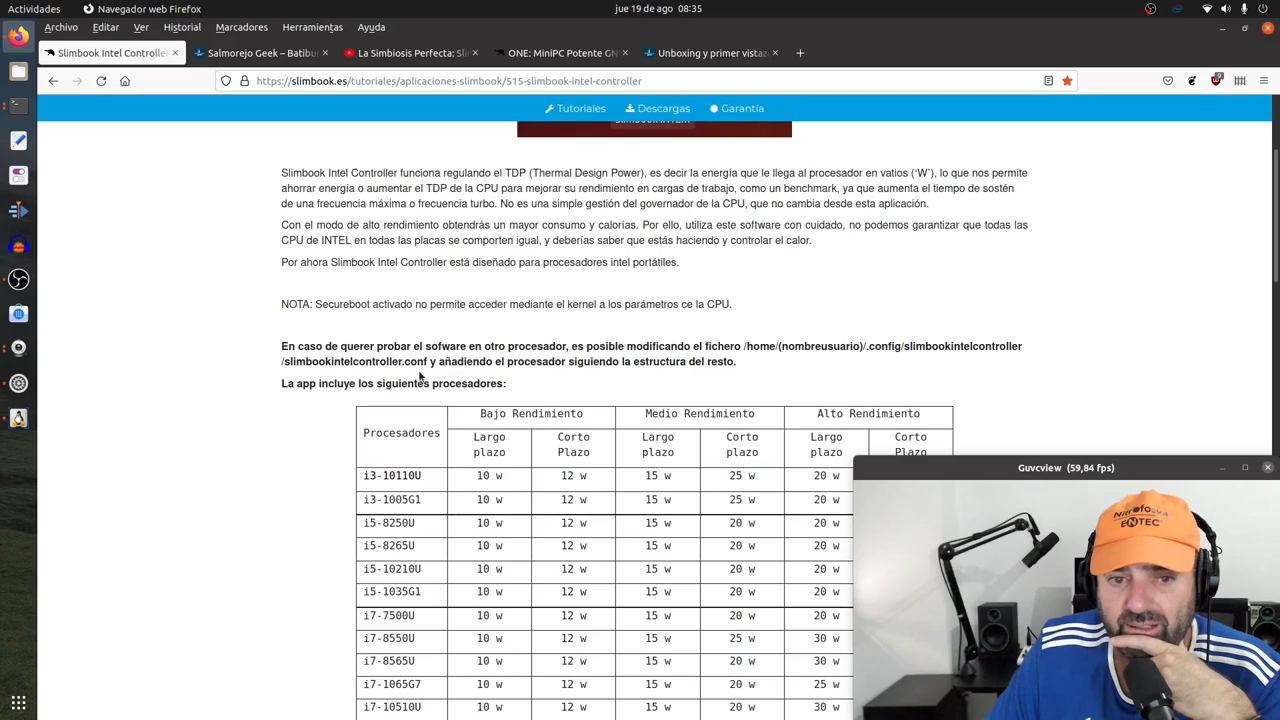 Actividades
Navegador web Firefox
jue 19 de ago 08:35
Archivo Editar Ver Historial Marcadores Herramientas Ayuda
Slimbook Intel Controller
Salmorejo Geek – Batibur
La Simbiosis Perfecta: Sli
ONE: MiniPC Potente GN
Unboxing y primer vistaz
https://slimbook.es/tutoriales/aplicaciones-slimbook/515-slimbook-intel-controller
Tutoriales Descargas Garantía
Slimbook Intel Controller funciona regulando el TDP (Thermal Design Power), es decir la energía que le llega al procesador en vatios ('W'), lo que nos permite
ahorrar energía o aumentar el TDP de la CPU para mejorar su rendimiento en cargas de trabajo, como un benchmark, ya que aumenta el tiempo de sostén
de una frecuencia máxima o frecuencia turbo. No es una simple gestión del governador de la CPU, que no cambia desde esta aplicación.
Con el modo de alto rendimiento obtendrás un mayor consumo y calorías. Por ello, utiliza este software con cuidado, no podemos garantizar que todas las
CPU de INTEL en todas las placas se comporten igual, y deberías saber que estás haciendo y controlar el calor.
Por ahora Slimbook Intel Controller está diseñado para procesadores intel portátiles.
NOTA: Secureboot activado no permite acceder mediante el kernel a los parámetros ce la CPU.
En caso de querer probar el sofware en otro procesador, es posible modificando el fichero /home/(nombreusuario)/.config/slimbookintelcontroller
/slimbookintelcontroller.conf y añadiendo el procesador siguiendo la estructura del resto.
La app incluye los siguientes procesadores:
Procesadores Bajo Rendimiento Medio Rendimiento Alto Rendimiento
Largo plazo Corto Plazo Largo plazo Corto plazo Largo plazo Corto Plazo
i3-10110U 10 w 12 w 15 w 25 w 20 w
i3-1005G1 10 w 12 w 15 w 25 w 20 w
i5-8250U 10 w 12 w 15 w 20 w 20 w
i5-8265U 10 w 12 w 15 w 20 w 20 w
i5-10210U 10 w 12 w 15 w 20 w 20 w
i5-1035G1 10 w 12 w 15 w 20 w 20 w
i7-7500U 10 w 12 w 15 w 20 w 20 w
i7-8550U 10 w 12 w 15 w 25 w 30 w
i7-8565U 10 w 12 w 15 w 20 w 30 w
i7-1065G7 10 w 12 w 15 w 20 w 25 w
i7-10510U 10 w 12 w 15 w 20 w 30 w
Guvcview (59,84 fps)
ENTEC